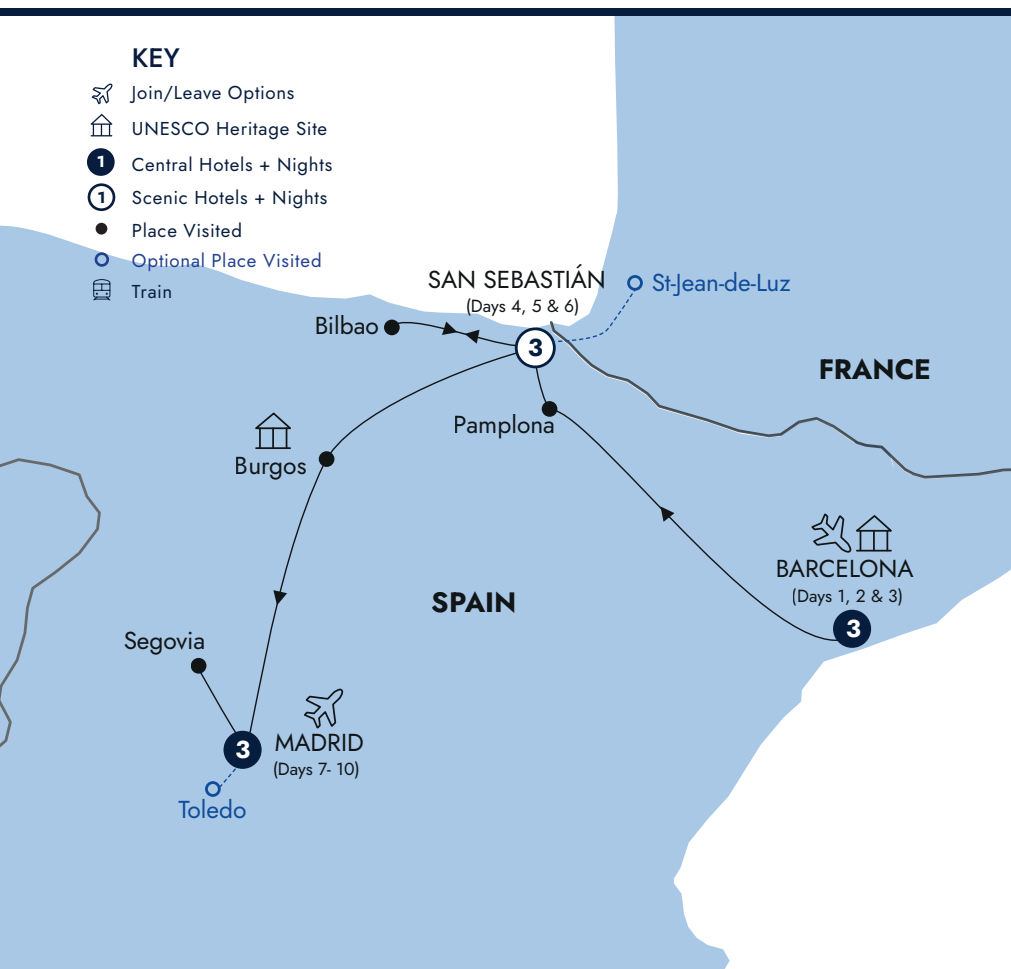 KEY
Join/Leave Options
UNESCO Heritage Site
1 Central Hotels + Nights
1 Scenic Hotels + Nights
Place Visited
Optional Place Visited
Train
SAN SEBASTIÁN
(Days 4, 5 & 6)
St-Jean-de-Luz
Bilbao
3
FRANCE
Pamplona
Burgos
BARCELONA
(Days 1, 2 & 3)
3
SPAIN
Segovia
MADRID
(Days 7- 10)
3
Toledo